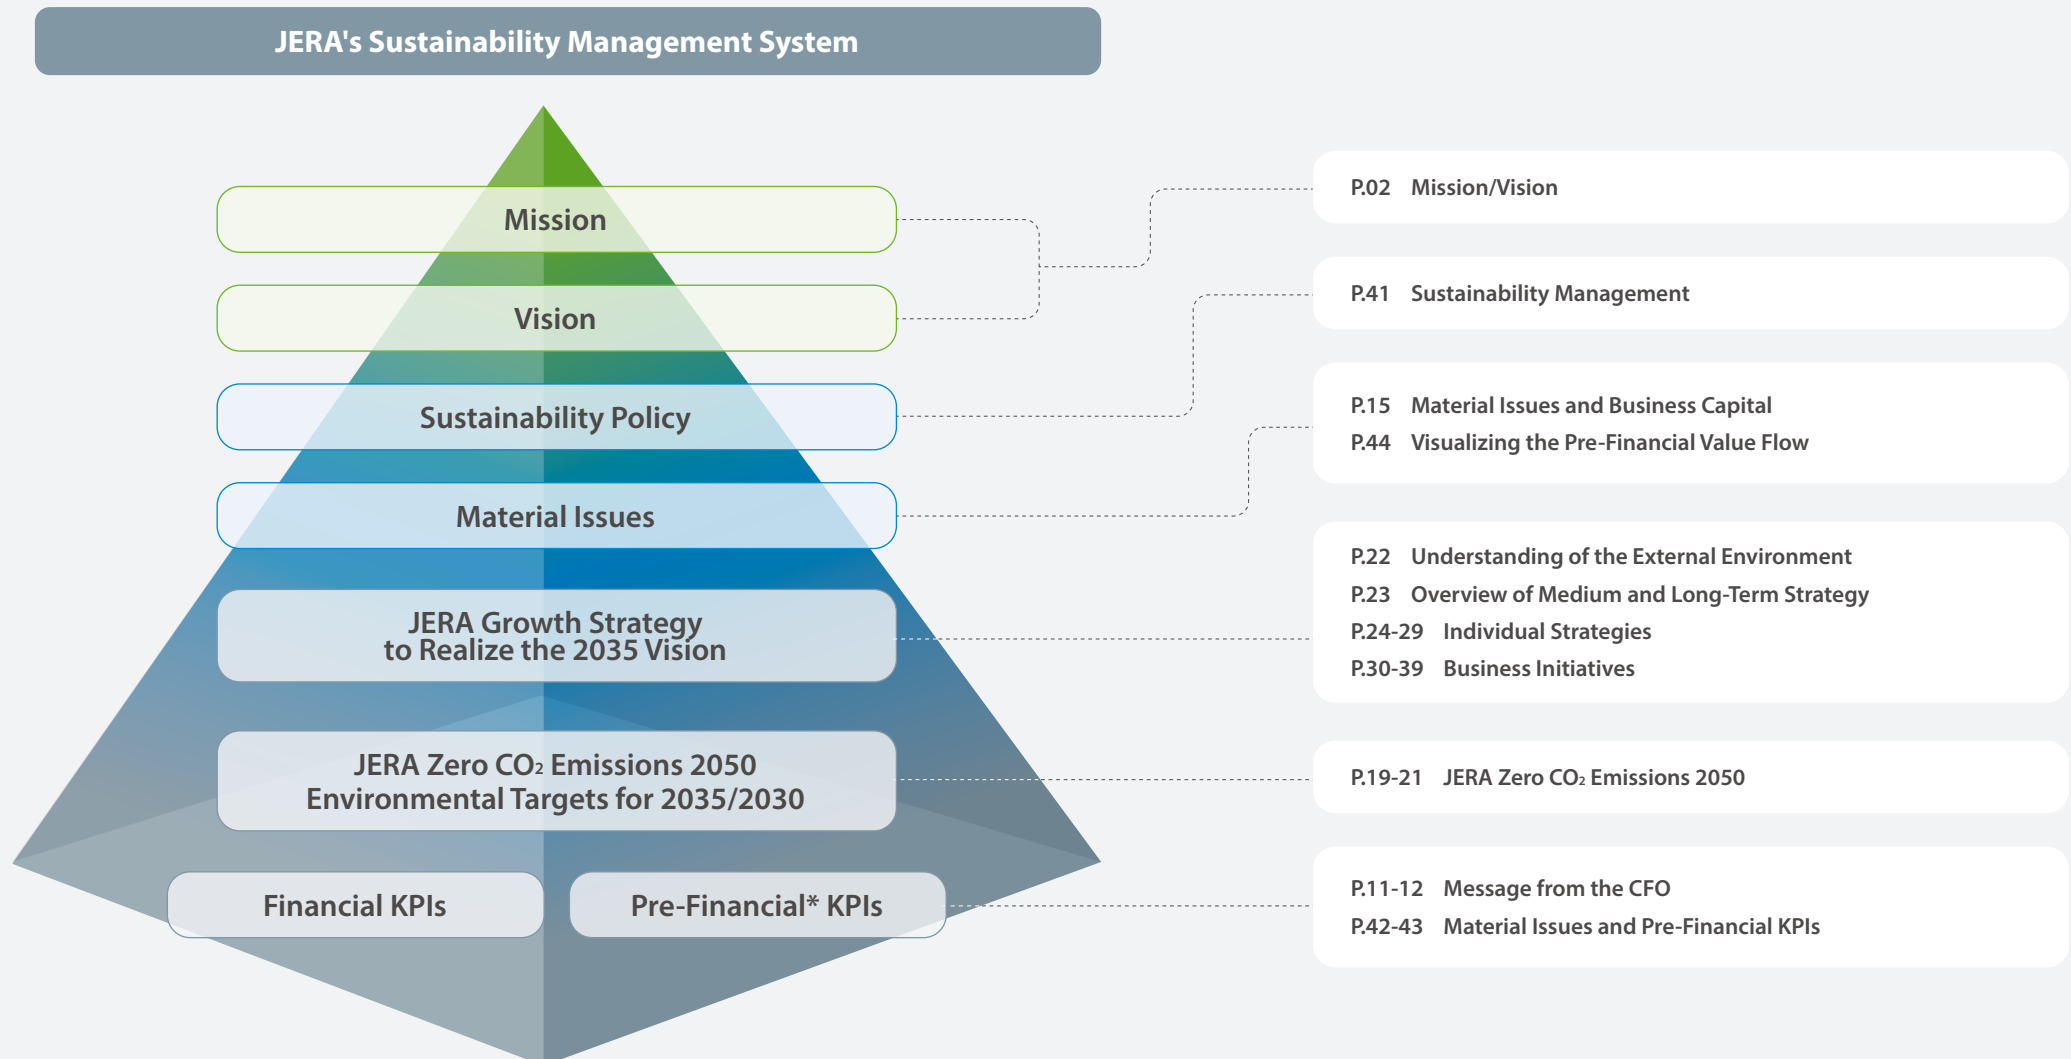 JERA's Sustainability Management System
Mission
Vision
Sustainability Policy
Material Issues
JERA Growth Strategy
to Realize the 2035 Vision
JERA Zero CO₂ Emissions 2050
Environmental Targets for 2035/2030
Financial KPIs
Pre-Financial* KPIs
P.02 Mission/Vision
P.41 Sustainability Management
P.15 Material Issues and Business Capital
P.44 Visualizing the Pre-Financial Value Flow
P.22 Understanding of the External Environment
P.23 Overview of Medium and Long-Term Strategy
P.24-29 Individual Strategies
P.30-39 Business Initiatives
P.19-21 JERA Zero CO₂ Emissions 2050
P.11-12 Message from the CFO
P.42-43 Material Issues and Pre-Financial KPIs